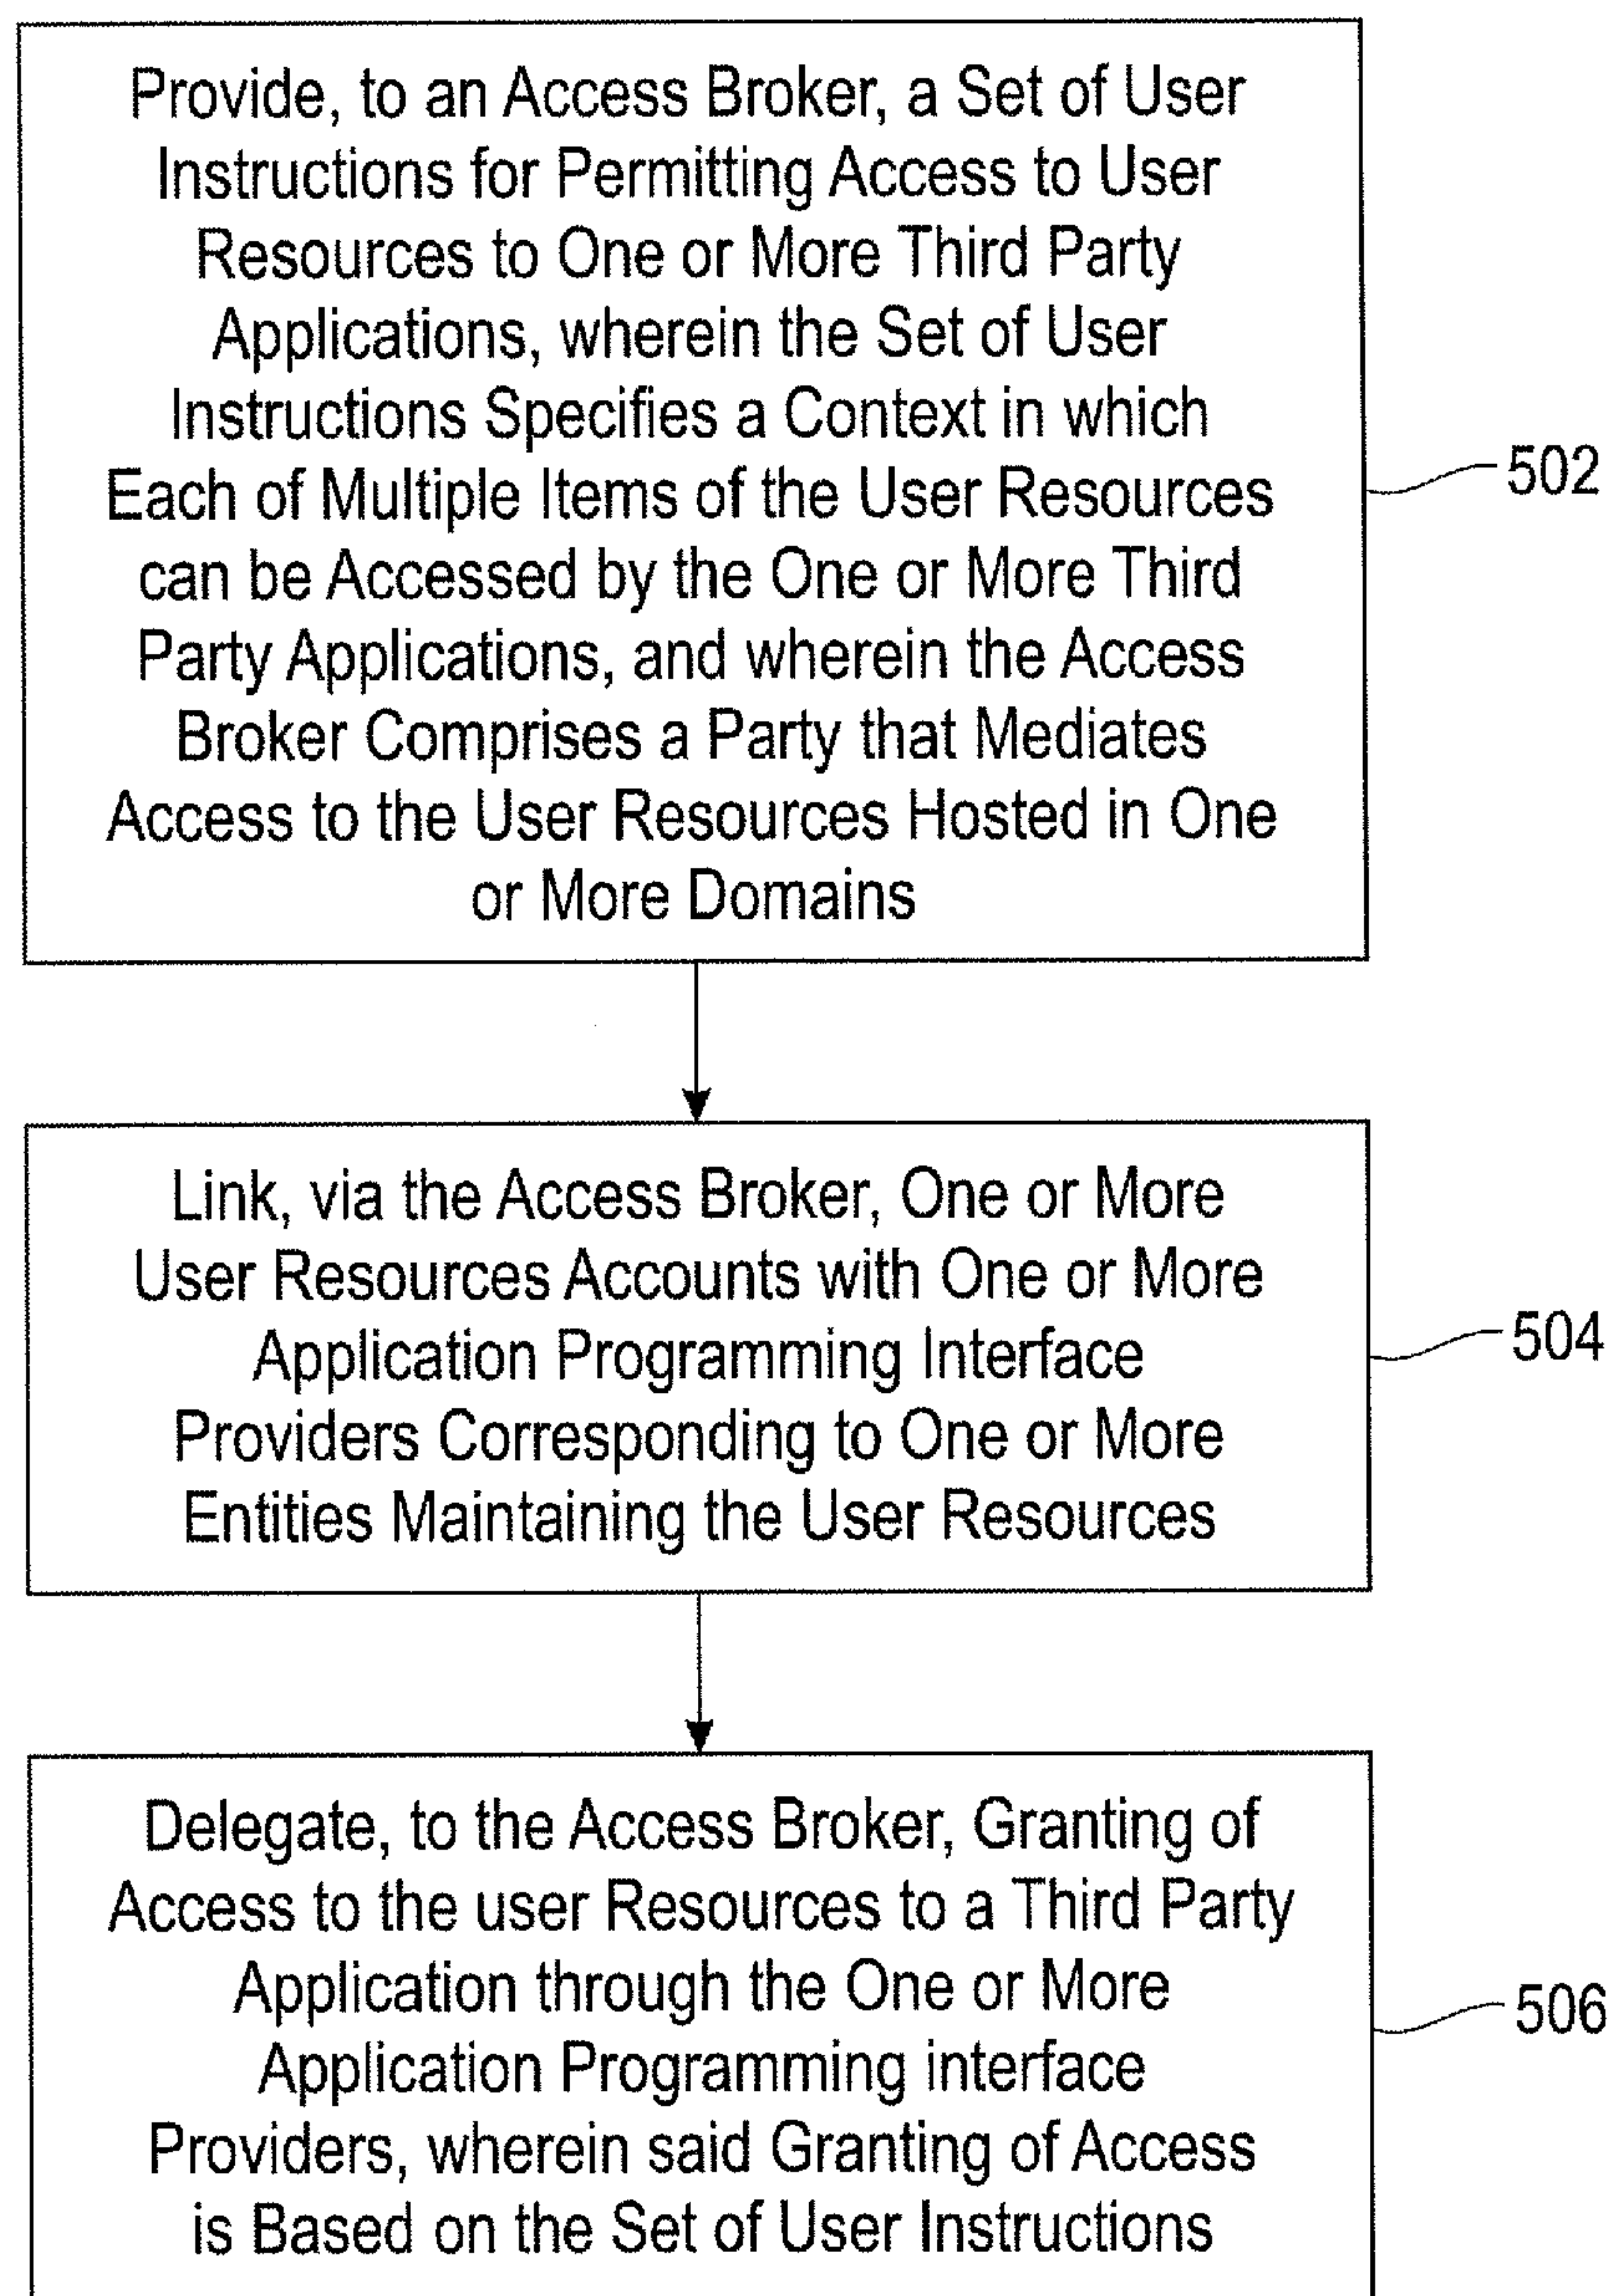 Provide, to an Access Broker, a Set of User
Instructions for Permitting Access to User
Resources to One or More Third Party
Applications, wherein the Set of User
Instructions Specifies a Context in which
Each of Multiple Items of the User Resources
can be Accessed by the One or More Third
Party Applications, and wherein the Access
Broker Comprises a Party that Mediates
Access to the User Resources Hosted in One
or More Domains
502
Link, via the Access Broker, One or More
User Resources Accounts with One or More
Application Programming Interface
Providers Corresponding to One or More
Entities Maintaining the User Resources
504
Delegate, to the Access Broker, Granting of
Access to the user Resources to a Third Party
Application through the One or More
Application Programming interface
Providers, wherein said Granting of Access
is Based on the Set of User Instructions
506